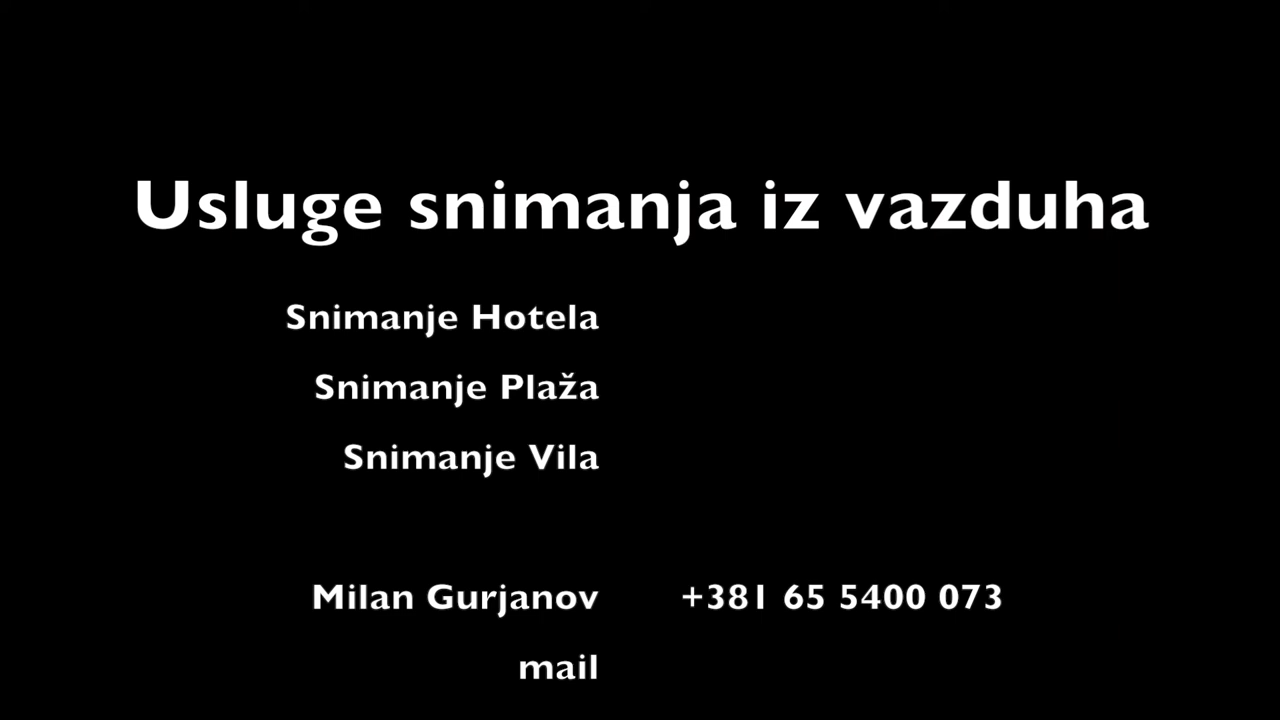 Usluge snimanja iz vazduha
Snimanje Hotela
Snimanje Plaža
Snimanje Vila
Milan Gurjanov +381 65 5400 073
mail